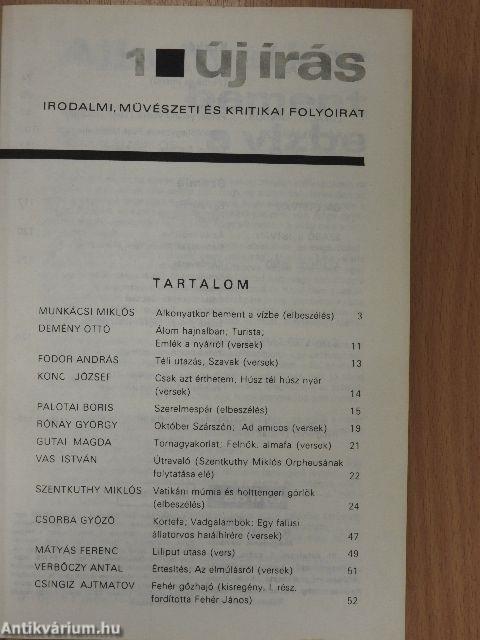 1 ■ új írás
IRODALMI, MŰVÉSZETI ÉS KRITIKAI FOLYÓIRAT
TARTALOM
MUNKÁCSI MIKLÓS Alkonyatkor bement a vízbe (elbeszélés) 3
DEMÉNY OTTÓ Álom hajnalban; Turista;
Emlék a nyárról (versek) 11
FODOR ANDRÁS Téli utazás, Szavak (versek) 13
KONC JÓZSEF Csak azt érthetem; Húsz tél húsz nyár
(versek) 14
PALOTAI BORIS Szerelmespár (elbeszélés) 15
RÓNAY GYÖRGY Október Szárszón; Ad amicos (versek) 19
GUTAI MAGDA Tornagyakorlat; Felnők, almafa (versek) 21
VAS ISTVÁN Útravaló (Szentkuthy Miklós Orpheusának
folytatása elé) 22
SZENTKUTHY MIKLÓS Vatikáni múmia és holttengeri görlök
(elbeszélés) 24
CSORBA GYŐZŐ Körtefa; Vadgalambok; Egy falusi
állatorvos halálhírére (versek) 47
MÁTYÁS FERENC Liliput utasa (vers) 49
VERBŐCZY ANTAL Értesítés; Az elmúlásról (versek) 51
CSINGIZ AJTMATOV Fehér gőzhajó (kisregény, I. rész,
fordította Fehér János) 52
Antikvárium.hu